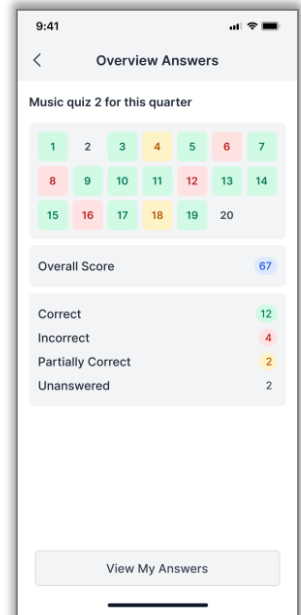 9:41
Overview Answers
Music quiz 2 for this quarter
1 2 3 4 5 6 7
8 9 10 11 12 13 14
15 16 17 18 19 20
Overall Score 67
Correct 12
Incorrect 4
Partially Correct 2
Unanswered 2
View My Answers